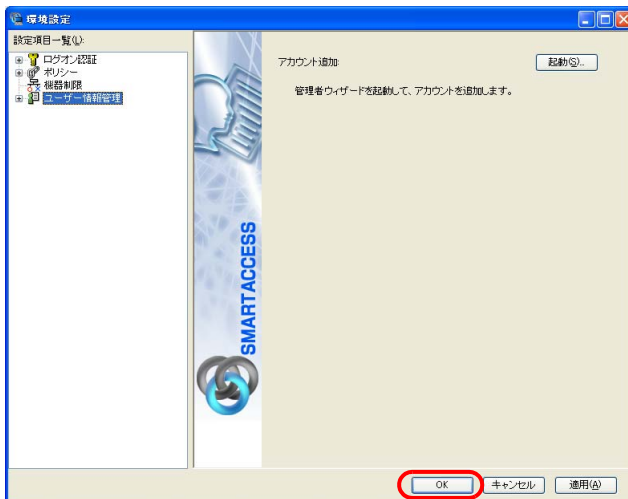 環境設定
設定項目一覧(L):
ログオン認証
ポリシー
機器制限
ユーザー情報管理
SMARTACCESS
アカウント追加:
起動(S)...
管理者ウィザードを起動して、アカウントを追加します。
OK
キャンセル
適用(A)